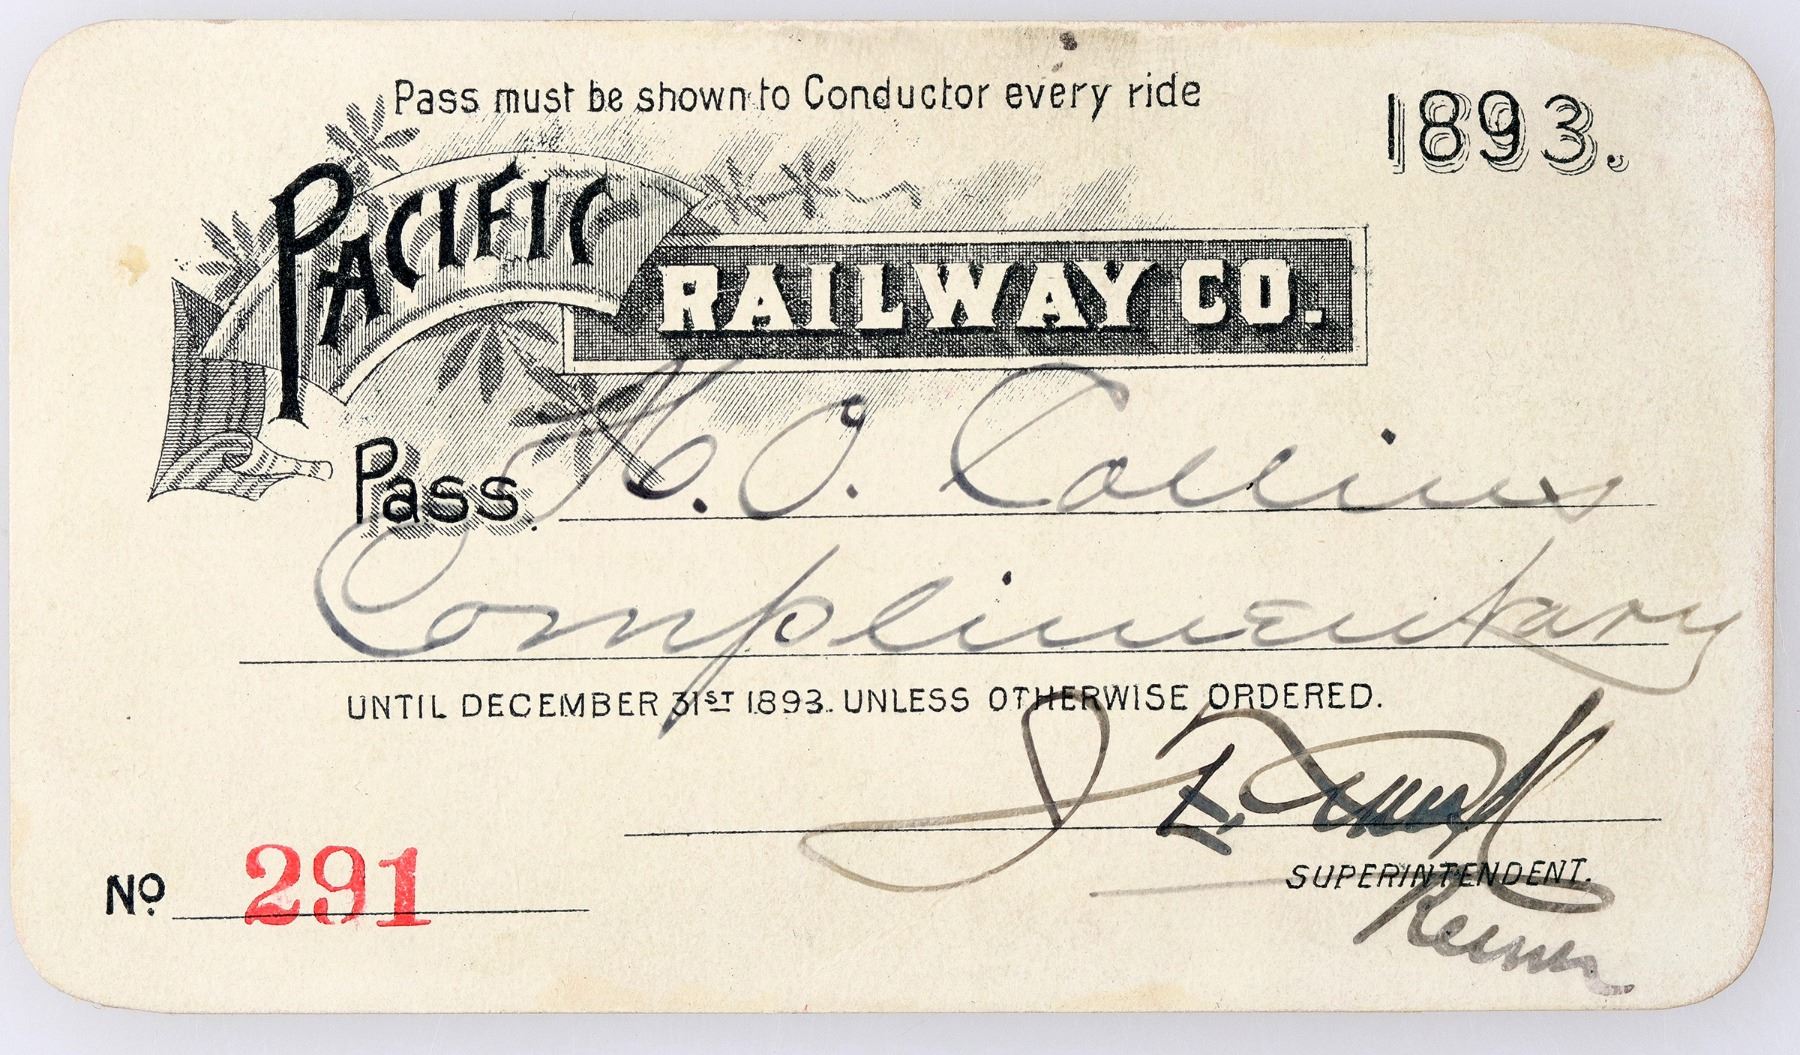 Pass must be shown to Conductor every ride
1893.
PACIFIC
RAILWAY CO.
Pass. H. O. Collins
Complimentary
UNTIL DECEMBER 31ST 1893. UNLESS OTHERWISE ORDERED.
SUPERINTENDENT.
No. 291